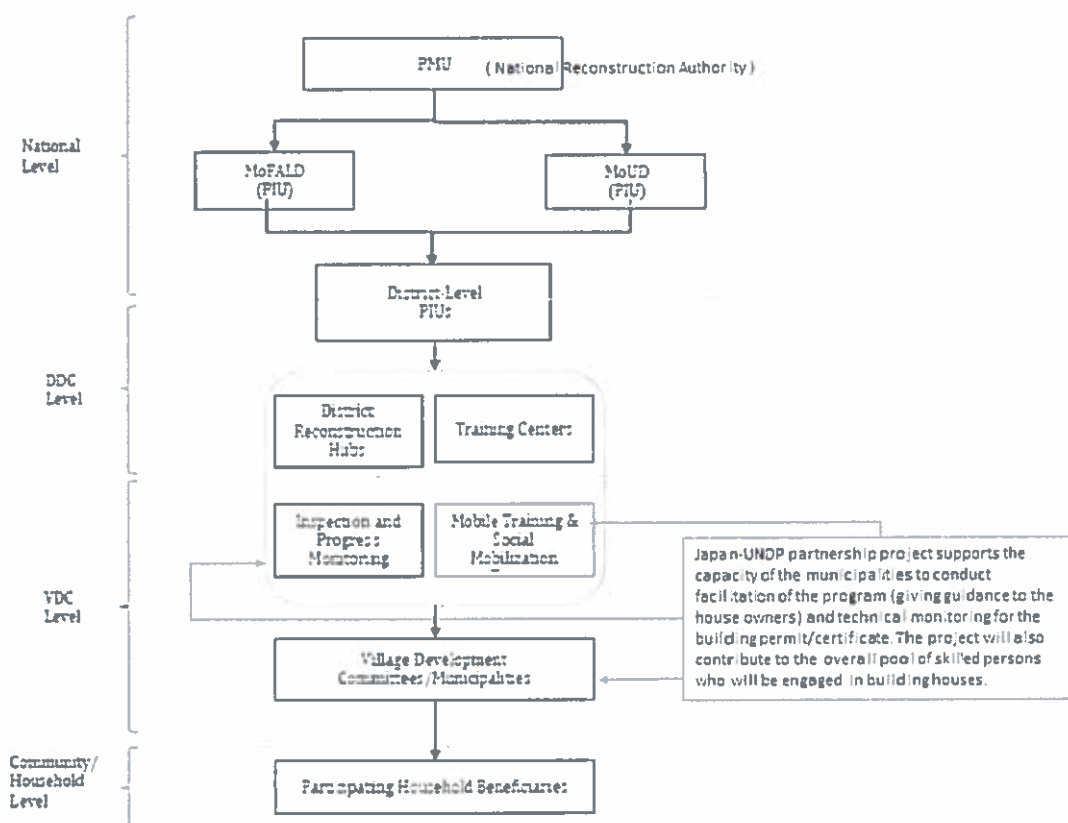 PMU ( National Reconstruction Authority )
National
Level
MoFALD
(PIU)
MoUD
(PIU)
District-Level
PIUs
DDC
Level
District
Reconstruction
Hubs
Training Centers
Inspection and
Progress
Monitoring
Mobile Training &
Social
Mobilization
Japan-UNDP partnership project supports the
capacity of the municipalities to conduct
facilitation of the program (giving guidance to the
house owners) and technical monitoring for the
building permit/certificate. The project will also
contribute to the overall pool of skilled persons
who will be engaged in building houses.
VDC
Level
Village Development
Committees/Municipalities
Community/
Household
Level
Participating Household Beneficiaries